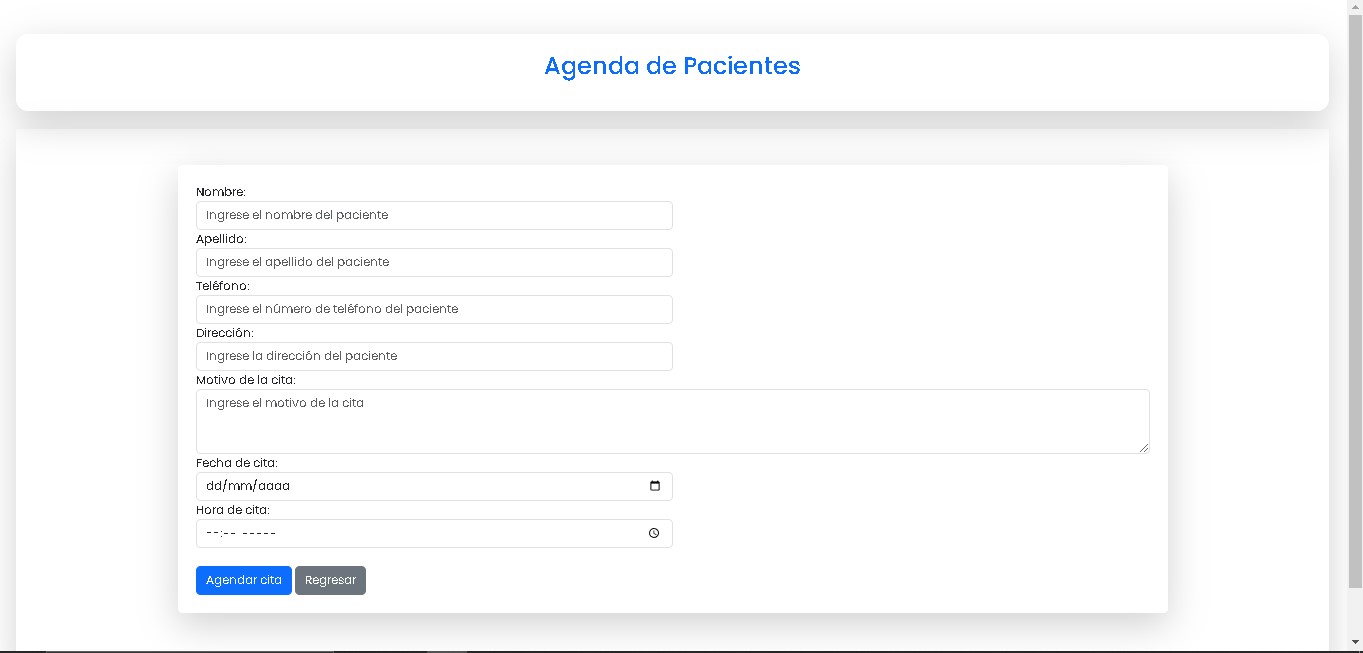 Agenda de Pacientes
Nombre:
Ingrese el nombre del paciente
Apellido:
Ingrese el apellido del paciente
Teléfono:
Ingrese el número de teléfono del paciente
Dirección:
Ingrese la dirección del paciente
Motivo de la cita:
Ingrese el motivo de la cita
Fecha de cita:
dd/mm/aaaa
Hora de cita:
--:-- -----
Agendar cita Regresar